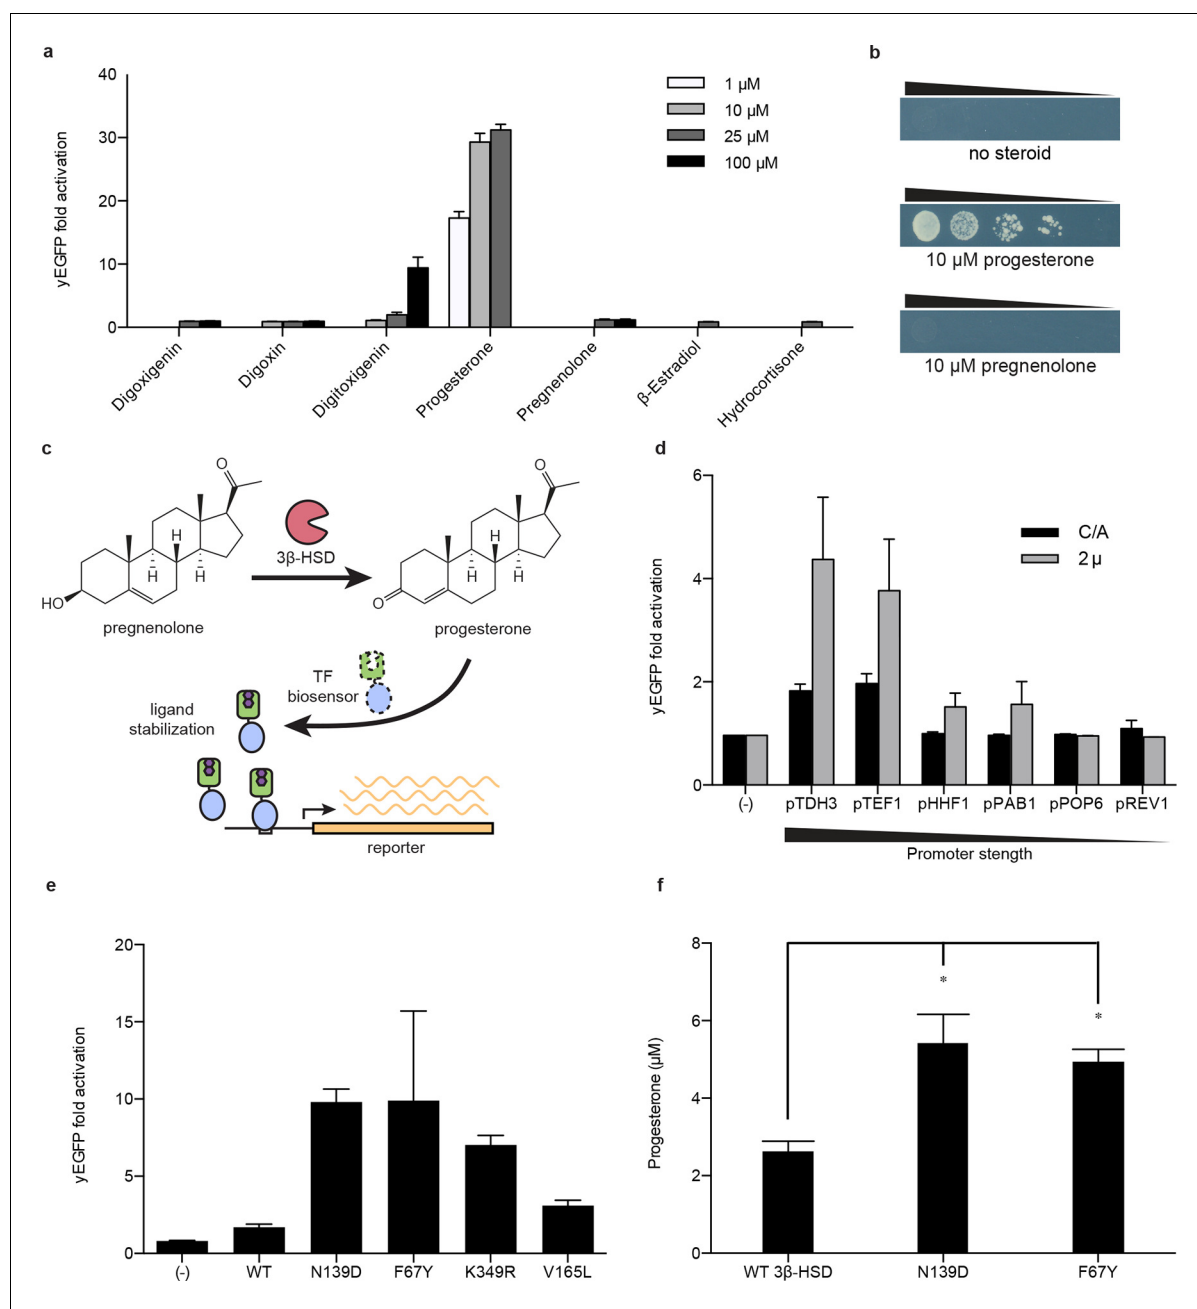 a
yEGFP fold activation
40
30
20
10
0
1 µM
10 µM
25 µM
100 µM
Digoxigenin
Digoxin
Digitoxigenin
Progesterone
Pregnenolone
β-Estradiol
Hydrocortisone
b
no steroid
10 µM progesterone
10 µM pregnenolone
c
O
HO
H
H
H
pregnenolone
3β-HSD
O
O
H
H
H
progesterone
TF
biosensor
ligand
stabilization
reporter
d
yEGFP fold activation
6
4
2
0
C/A
2 µ
(-) pTDH3 pTEF1 pHHF1 pPAB1 pPOP6 pREV1
Promoter stength
e
yEGFP fold activation
20
15
10
5
0
(-) WT N139D F67Y K349R V165L
f
Progesterone (µM)
8
6
4
2
0
*
*
WT 3β-HSD N139D F67Y